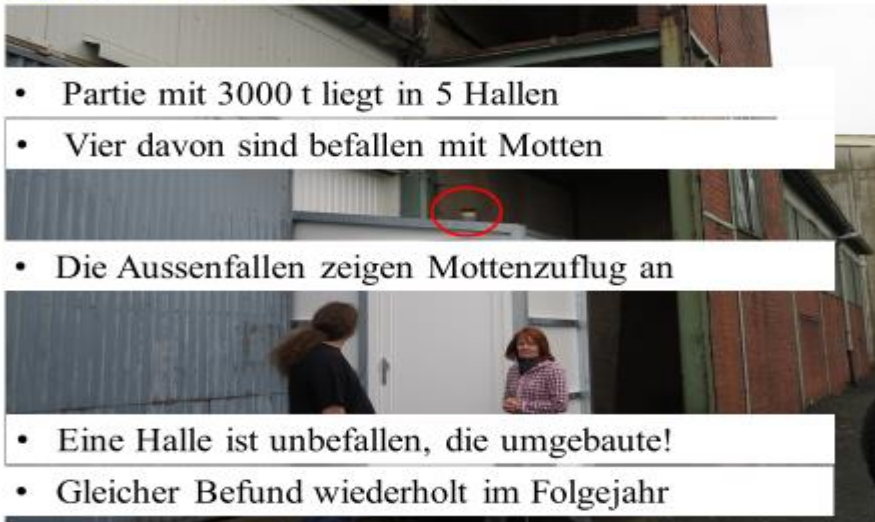 • Partie mit 3000 t liegt in 5 Hallen
• Vier davon sind befallen mit Motten
• Die Aussenfallen zeigen Mottenzuflug an
• Eine Halle ist unbefallen, die umgebaute!
• Gleicher Befund wiederholt im Folgejahr